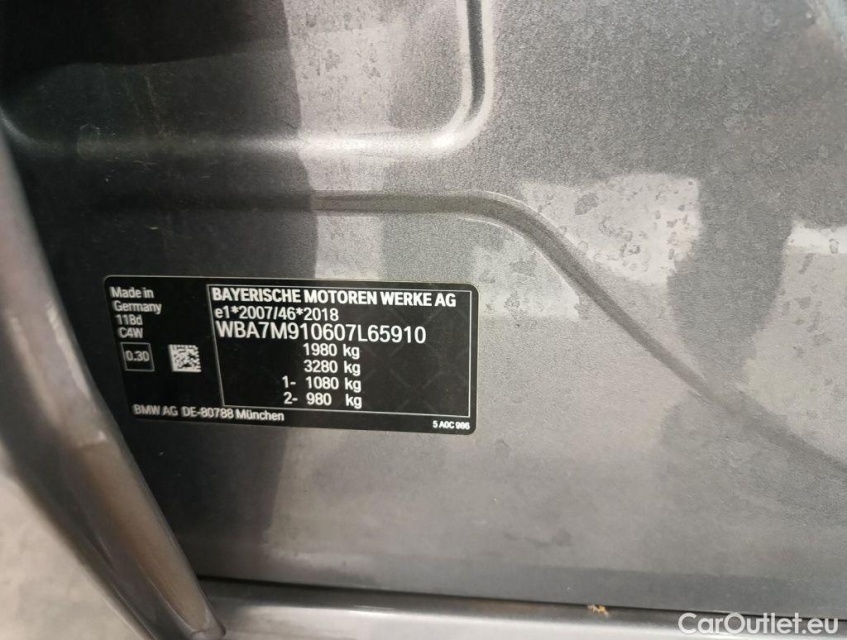 Made in
Germany
118d
C4W
0.30
BAYERISCHE MOTOREN WERKE AG
e1*2007/46*2018
WBA7M910607L65910
1980 kg
3280 kg
1- 1080 kg
2- 980 kg
BMW AG DE-80788 München
5 A0C 986
CarOutlet.eu